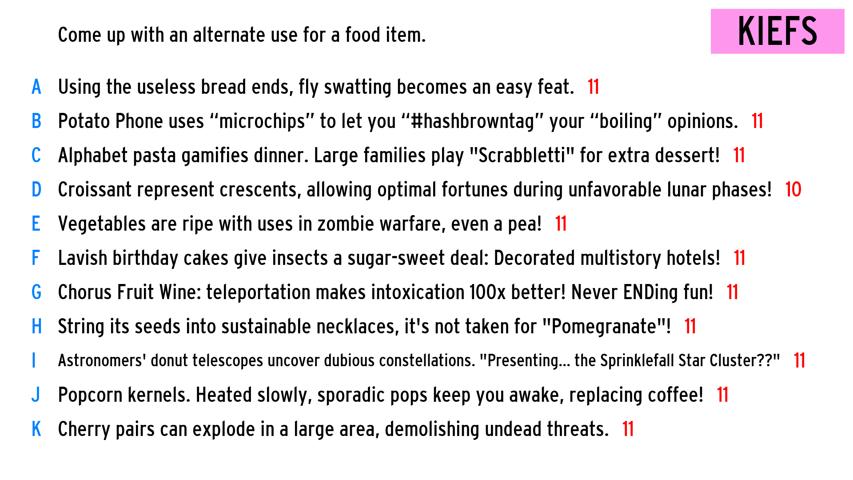 Come up with an alternate use for a food item.
KIEFS
A Using the useless bread ends, fly swatting becomes an easy feat. 11
B Potato Phone uses “microchips” to let you “#hashbrowntag” your “boiling” opinions. 11
C Alphabet pasta gamifies dinner. Large families play "Scrabbletti" for extra dessert! 11
D Croissant represent crescents, allowing optimal fortunes during unfavorable lunar phases! 10
E Vegetables are ripe with uses in zombie warfare, even a pea! 11
F Lavish birthday cakes give insects a sugar-sweet deal: Decorated multistory hotels! 11
G Chorus Fruit Wine: teleportation makes intoxication 100x better! Never ENDing fun! 11
H String its seeds into sustainable necklaces, it's not taken for "Pomegranate"! 11
I Astronomers' donut telescopes uncover dubious constellations. "Presenting... the Sprinklefall Star Cluster??" 11
J Popcorn kernels. Heated slowly, sporadic pops keep you awake, replacing coffee! 11
K Cherry pairs can explode in a large area, demolishing undead threats. 11